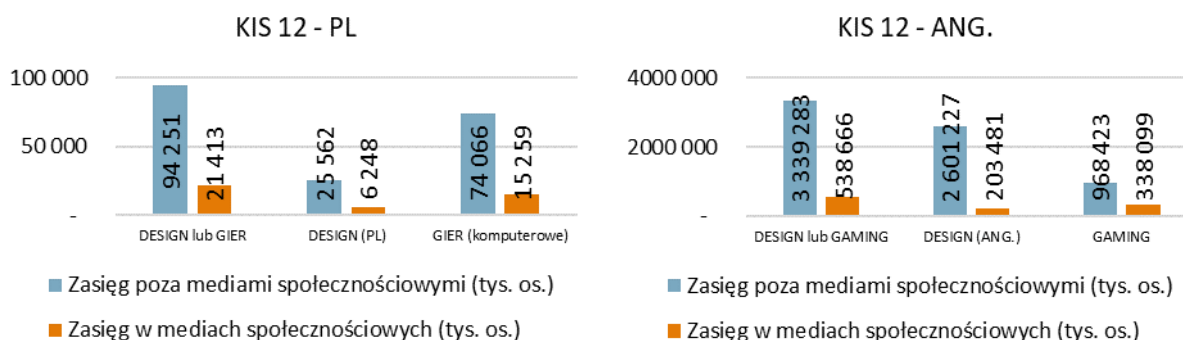 KIS 12 - PL
100 000
50 000
-
94 251
21 413
25 562
6 248
74 066
15 259
DESIGN lub GIER
DESIGN (PL)
GIER (komputerowe)
Zasięg poza mediami społecznościowymi (tys. os.)
Zasięg w mediach społecznościowych (tys. os.)
KIS 12 - ANG.
4000 000
2000 000
-
3 339 283
538 666
2 601 227
203 481
968 423
338 099
DESIGN lub GAMING
DESIGN (ANG.)
GAMING
Zasięg poza mediami społecznościowymi (tys. os.)
Zasięg w mediach społecznościowych (tys. os.)